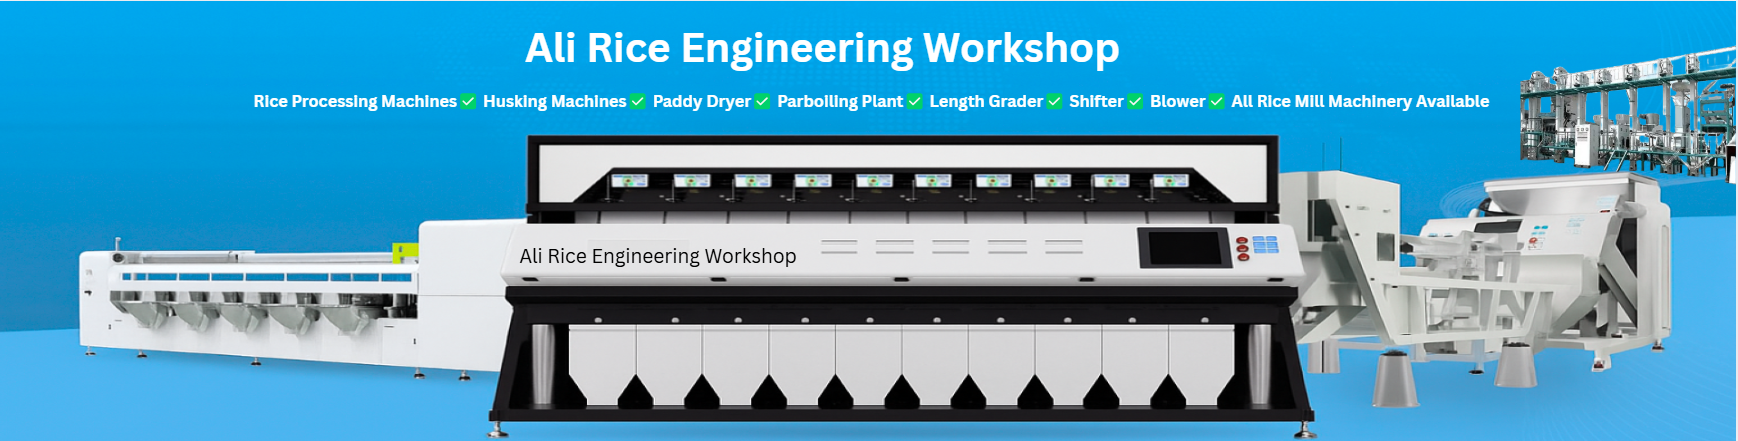 Ali Rice Engineering Workshop
Rice Processing Machines ✅ Husking Machines ✅ Paddy Dryer ✅ Parboiling Plant ✅ Length Grader ✅ Shifter ✅ Blower ✅ All Rice Mill Machinery Available
Ali Rice Engineering Workshop